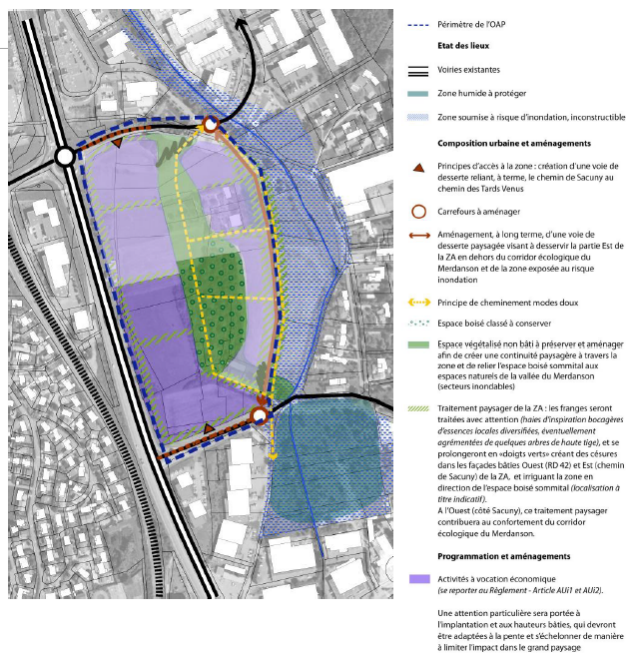 Périmètre de l'OAP
Etat des lieux
Voiries existantes
Zone humide à protéger
Zone soumise à risque d'inondation, inconstructible
Composition urbaine et aménagements
Principes d'accès à la zone : création d'une voie de
desserte reliant, à terme, le chemin de Sacuny au
chemin des Tards Venus
Carrefours à aménager
Aménagement, à long terme, d'une voie de
desserte paysagée visant à desservir la partie Est de
la ZA en dehors du corridor écologique du
Merdanson et de la zone exposée au risque
inondation
Principe de cheminement modes doux
Espace boisé classé à conserver
Espace végétalisé non bâti à préserver et aménager
afin de créer une continuité paysagère à travers la
zone et de relier l'espace boisé sommital aux
espaces naturels de la vallée du Merdanson
(secteurs inondables)
Traitement paysager de la ZA : les franges seront
traitées avec attention (haies d'inspiration bocagères
d'essences locales diversifiées, éventuellement
agrémentées de quelques arbres de haute tige), et se
prolongeront en «doigts verts» créant des césures
dans les façades bâties Ouest (RD 42) et Est (chemin
de Sacuny) de la ZA, et irriguant la zone en
direction de l'espace boisé sommital (localisation à
titre indicatif).
A l'Ouest (côté Sacuny), ce traitement paysager
contribuera au confortement du corridor
écologique du Merdanson.
Programmation et aménagements
Activités à vocation économique
(se reporter au Règlement - Article AUi1 et AUi2).
Une attention particulière sera portée à
l'implantation et aux hauteurs bâties, qui devront
être adaptées à la pente et s'échelonner de manière
à limiter l'impact dans le grand paysage